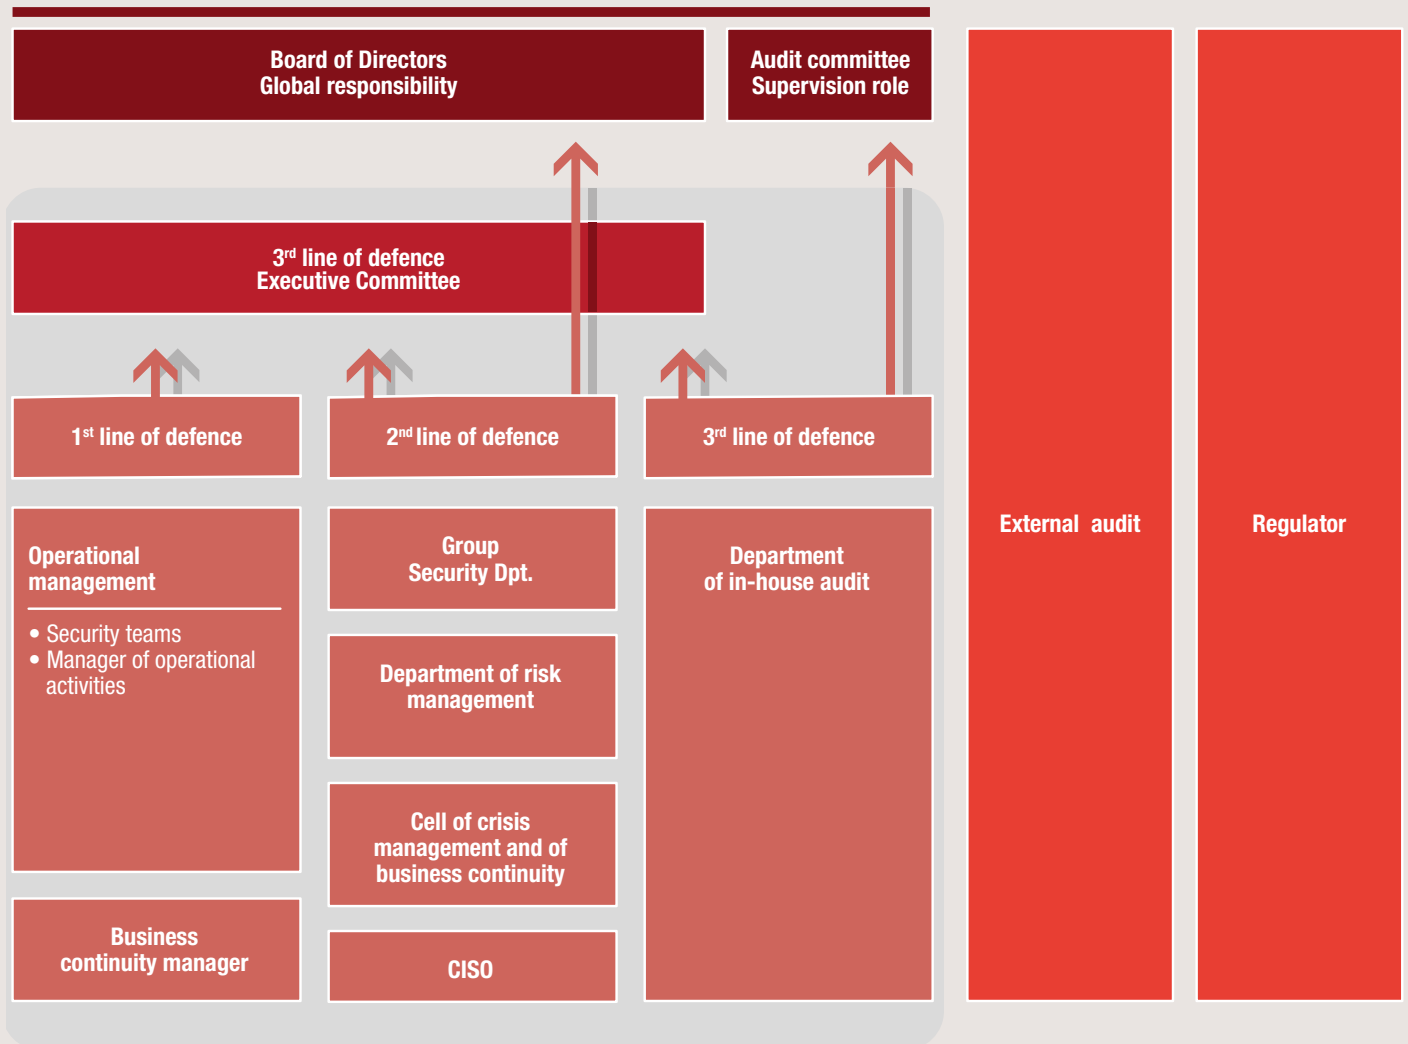 Board of Directors
Global responsibility
Audit committee
Supervision role
3rd line of defence
Executive Committee
1st line of defence
2nd line of defence
3rd line of defence
Operational
management
• Security teams
• Manager of operational
activities
Business
continuity manager
Group
Security Dpt.
Department of risk
management
Cell of crisis
management and of
business continuity
CISO
Department
of in-house audit
External audit
Regulator